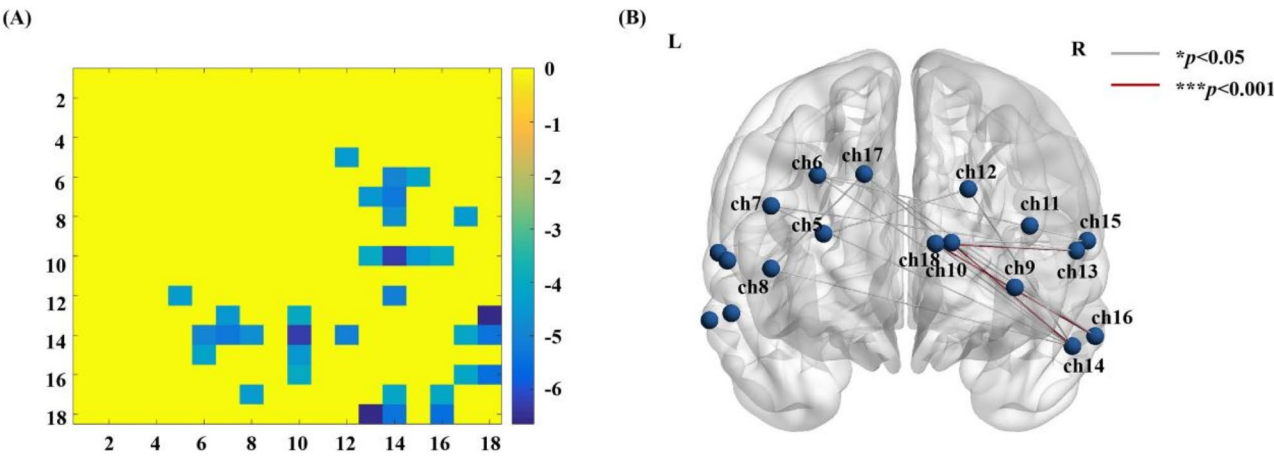 (A)
2
4
6
8
10
12
14
16
18
2 4 6 8 10 12 14 16 18
0
-1
-2
-3
-4
-5
-6
(B)
L
R
*p<0.05
***p<0.001
ch6 ch17
ch12
ch7
ch11
ch5
ch15
ch18
ch10
ch13
ch9
ch8
ch16
ch14